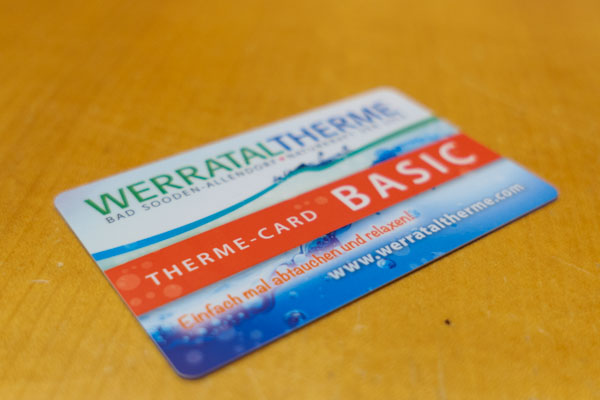 WERRATALTHERME
BAD SOODEN-ALLENDORF
THERME-CARD BASIC
Einfach mal abtauchen und relaxen!
www.werrataltherme.com